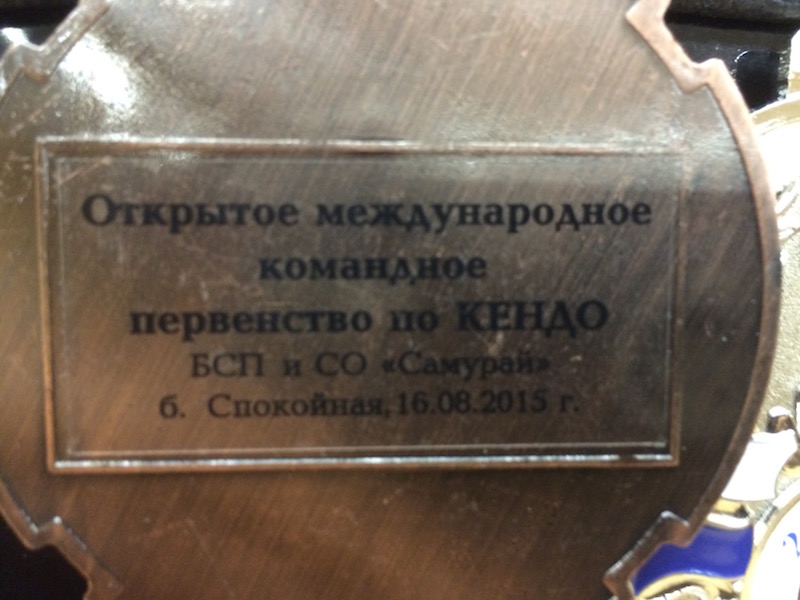 Открытое международное
командное
первенство по КЕНДО
БСП и СО «Самурай»
б. Спокойная, 16.08.2015 г.